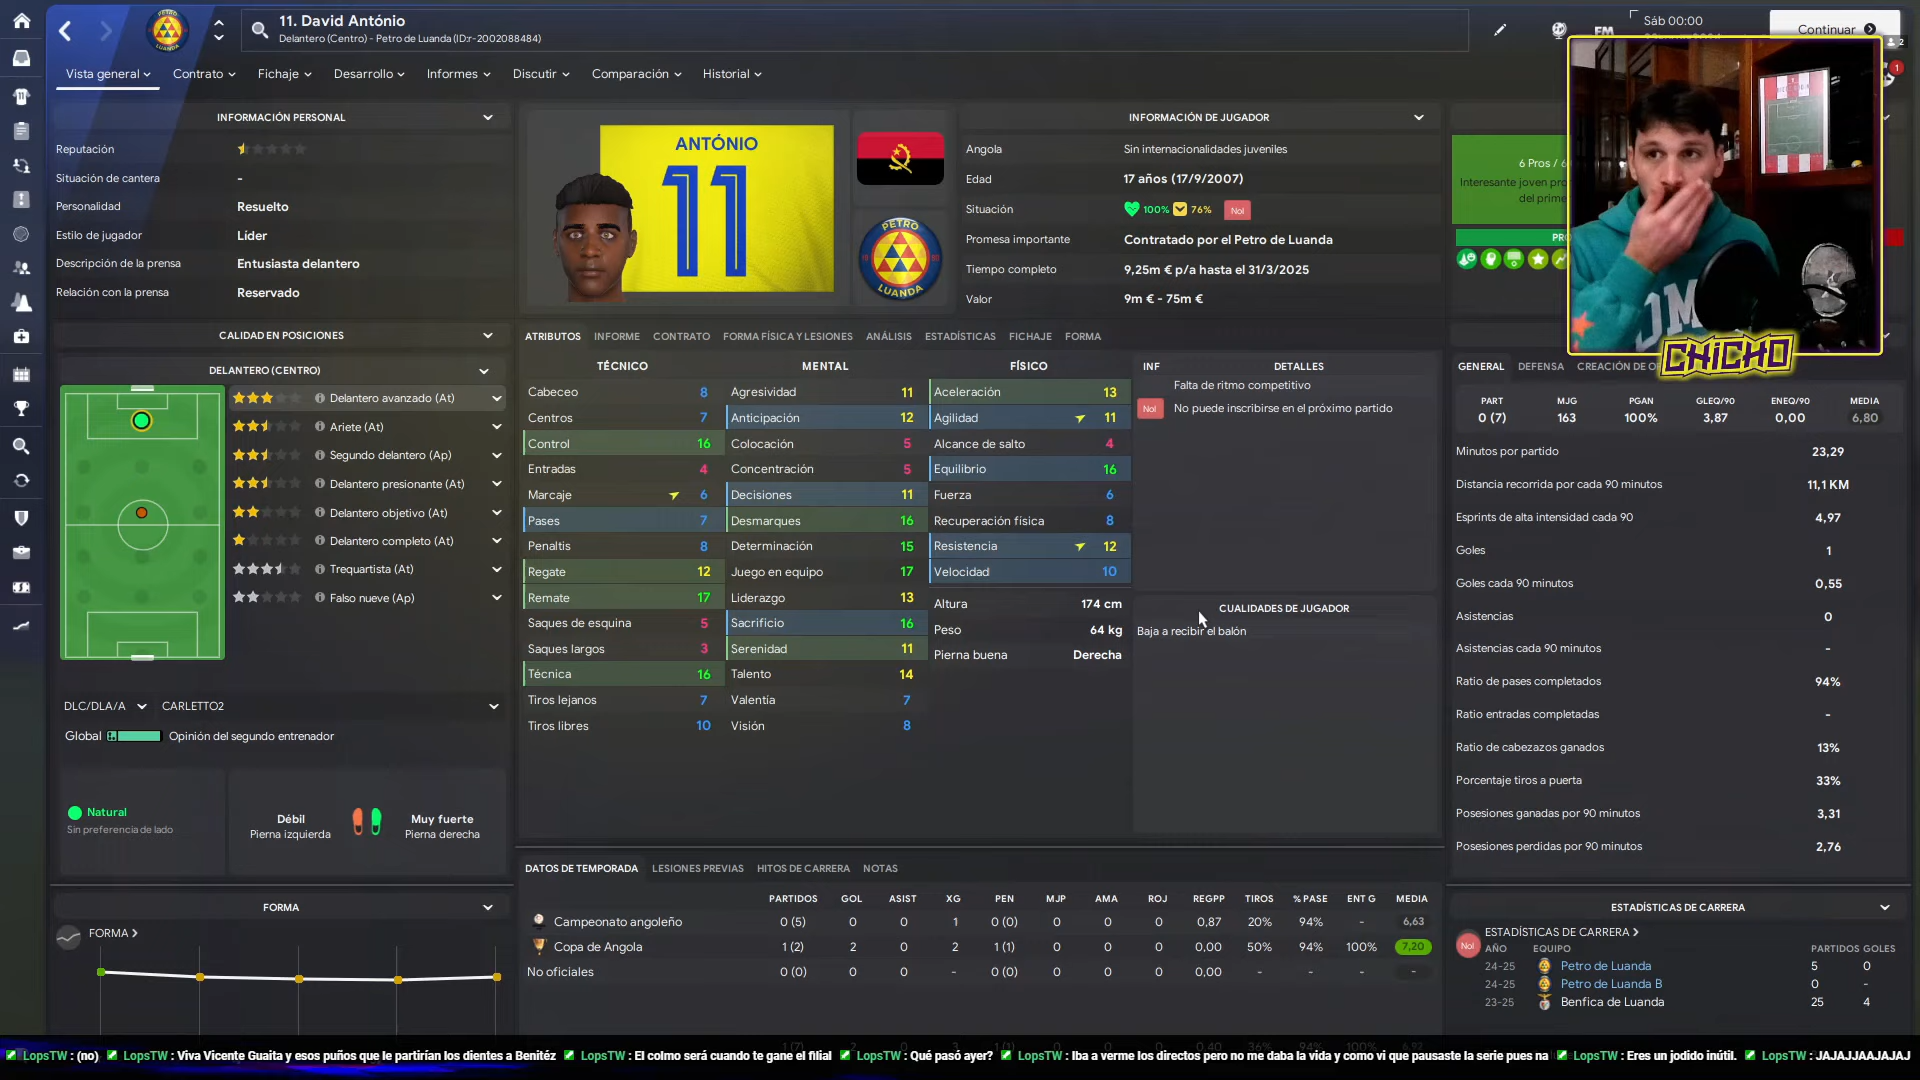 11. David António
Delantero (Centro) - Petro de Luanda (ID:r-2002088484)
Sáb 00:00
Continuar
FM
2
1
Vista general
Contrato
Fichaje
Desarrollo
Informes
Discutir
Comparación
Historial
INFORMACIÓN PERSONAL
Reputación
Situación de cantera -
Personalidad Resuelto
Estilo de jugador Líder
Descripción de la prensa Entusiasta delantero
Relación con la prensa Reservado
ANTÓNIO
11
PETRO
LUANDA
INFORMACIÓN DE JUGADOR
Angola Sin internacionalidades juveniles
Edad 17 años (17/9/2007)
Situación 100% 76% NoI
Promesa importante Contratado por el Petro de Luanda
Tiempo completo 9,25m € p/a hasta el 31/3/2025
Valor 9m € - 75m €
6 Pros / 6
Interesante joven pro
del prime
PRO
CHICHO
CALIDAD EN POSICIONES
DELANTERO (CENTRO)
Delantero avanzado (At)
Ariete (At)
Segundo delantero (Ap)
Delantero presionante (At)
Delantero objetivo (At)
Delantero completo (At)
Trequartista (At)
Falso nueve (Ap)
DLC/DLA/A CARLETTO2
Global Opinión del segundo entrenador
Natural
Sin preferencia de lado
Débil
Pierna izquierda
Muy fuerte
Pierna derecha
FORMA
FORMA >
ATRIBUTOS INFORME CONTRATO FORMA FÍSICA Y LESIONES ANÁLISIS ESTADÍSTICAS FICHAJE FORMA
TÉCNICO
Cabeceo 8
Centros 7
Control 16
Entradas 4
Marcaje 6
Pases 7
Penaltis 8
Regate 12
Remate 17
Saques de esquina 5
Saques largos 3
Técnica 16
Tiros lejanos 7
Tiros libres 10
MENTAL
Agresividad 11
Anticipación 12
Colocación 5
Concentración 5
Decisiones 11
Desmarques 16
Determinación 15
Juego en equipo 17
Liderazgo 13
Sacrificio 16
Serenidad 11
Talento 14
Valentía 7
Visión 8
FÍSICO
Aceleración 13
Agilidad 11
Alcance de salto 4
Equilibrio 16
Fuerza 6
Recuperación física 8
Resistencia 12
Velocidad 10
Altura 174 cm
Peso 64 kg
Pierna buena Derecha
INF DETALLES
Falta de ritmo competitivo
NoI No puede inscribirse en el próximo partido
CUALIDADES DE JUGADOR
Baja a recibir el balón
GENERAL DEFENSA CREACIÓN DE O
PART MJG PGAN GLEQ/90 ENEQ/90 MEDIA
0 (7) 163 100% 3,87 0,00 6,80
Minutos por partido 23,29
Distancia recorrida por cada 90 minutos 11,1 KM
Esprints de alta intensidad cada 90 4,97
Goles 1
Goles cada 90 minutos 0,55
Asistencias 0
Asistencias cada 90 minutos -
Ratio de pases completados 94%
Ratio entradas completadas -
Ratio de cabezazos ganados 13%
Porcentaje tiros a puerta 33%
Posesiones ganadas por 90 minutos 3,31
Posesiones perdidas por 90 minutos 2,76
DATOS DE TEMPORADA LESIONES PREVIAS HITOS DE CARRERA NOTAS
PARTIDOS GOL ASIST XG PEN MJP AMA ROJ REGPP TIROS % PASE ENT G MEDIA
Campeonato angoleño 0 (5) 0 0 1 0 (0) 0 0 0 0,87 20% 94% - 6,63
Copa de Angola 1 (2) 2 0 2 1 (1) 0 0 0 0,00 50% 94% 100% 7,20
No oficiales 0 (0) 0 0 - 0 (0) 0 0 0 0,00 - - - -
ESTADÍSTICAS DE CARRERA
NoI
ESTADÍSTICAS DE CARRERA >
AÑO EQUIPO PARTIDOS GOLES
24-25 Petro de Luanda 5 0
24-25 Petro de Luanda B 0 -
23-25 Benfica de Luanda 25 4
LopsTW : (no) LopsTW : Viva Vicente Guaita y esos puños que le partirían los dientes a Benitéz LopsTW : El colmo será cuando te gane el filial LopsTW : Qué pasó ayer? LopsTW : Iba a verme los directos pero no me daba la vida y como vi que pausaste la serie pues na LopsTW : Eres un jodido inútil. LopsTW : JAJAJJAAJAJAJ